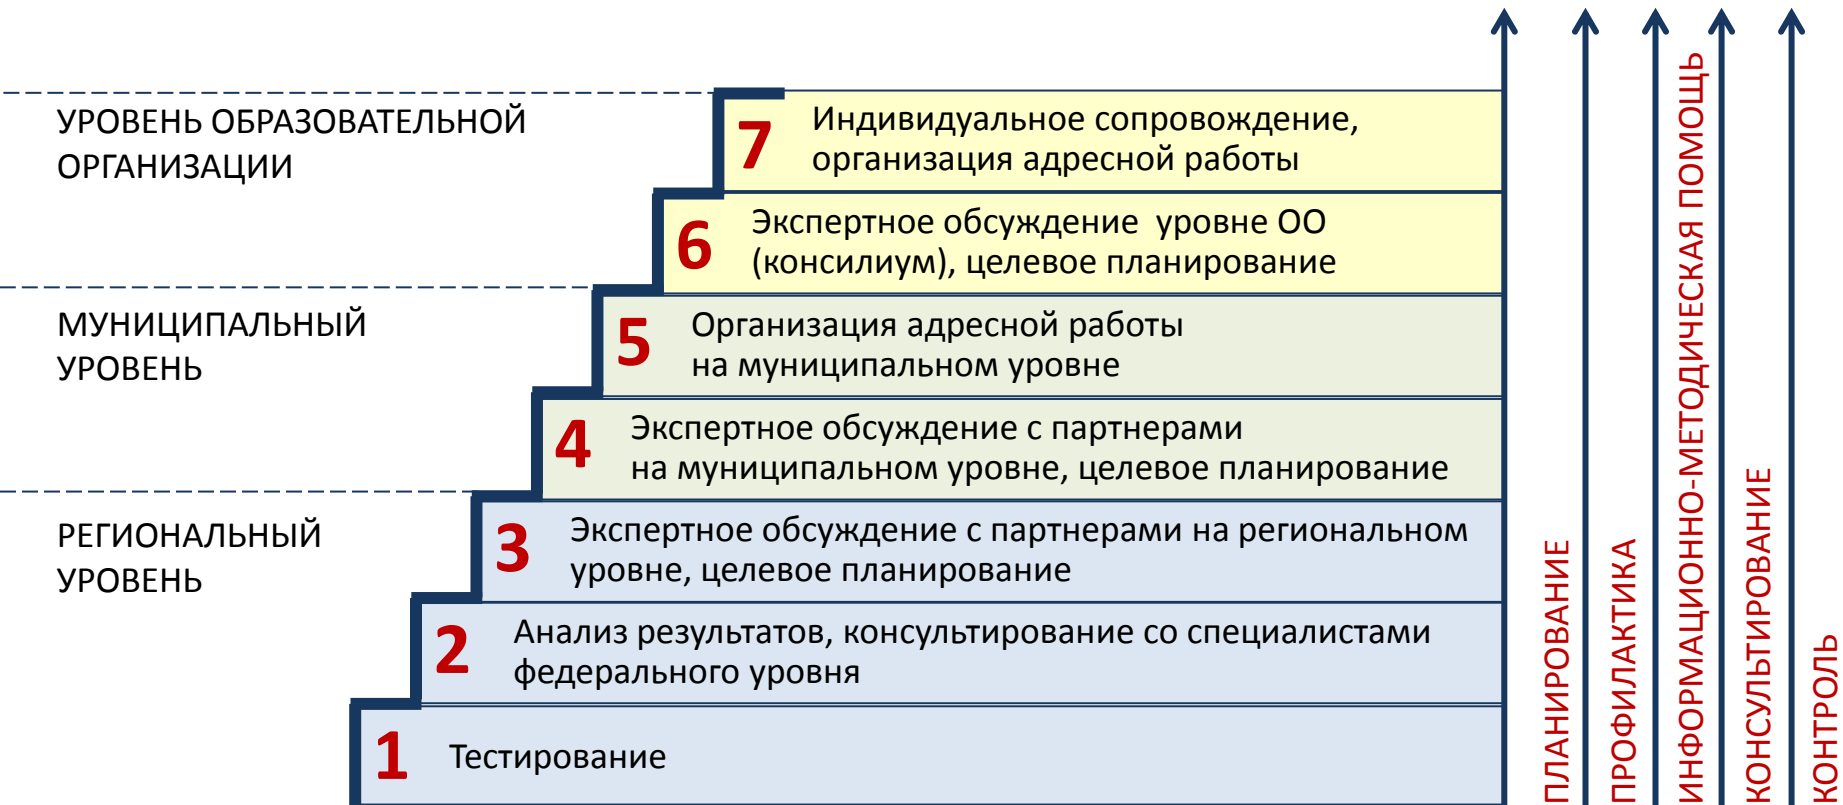 УРОВЕНЬ ОБРАЗОВАТЕЛЬНОЙ
ОРГАНИЗАЦИИ
7
Индивидуальное сопровождение,
организация адресной работы
6
Экспертное обсуждение уровне ОО
(консилиум), целевое планирование
МУНИЦИПАЛЬНЫЙ
УРОВЕНЬ
5
Организация адресной работы
на муниципальном уровне
4
Экспертное обсуждение с партнерами
на муниципальном уровне, целевое планирование
РЕГИОНАЛЬНЫЙ
УРОВЕНЬ
3
Экспертное обсуждение с партнерами на региональном
уровне, целевое планирование
2
Анализ результатов, консультирование со специалистами
федерального уровня
1
Тестирование
ПЛАНИРОВАНИЕ
ПРОФИЛАКТИКА
ИНФОРМАЦИОННО-МЕТОДИЧЕСКАЯ ПОМОЩЬ
КОНСУЛЬТИРОВАНИЕ
КОНТРОЛЬ